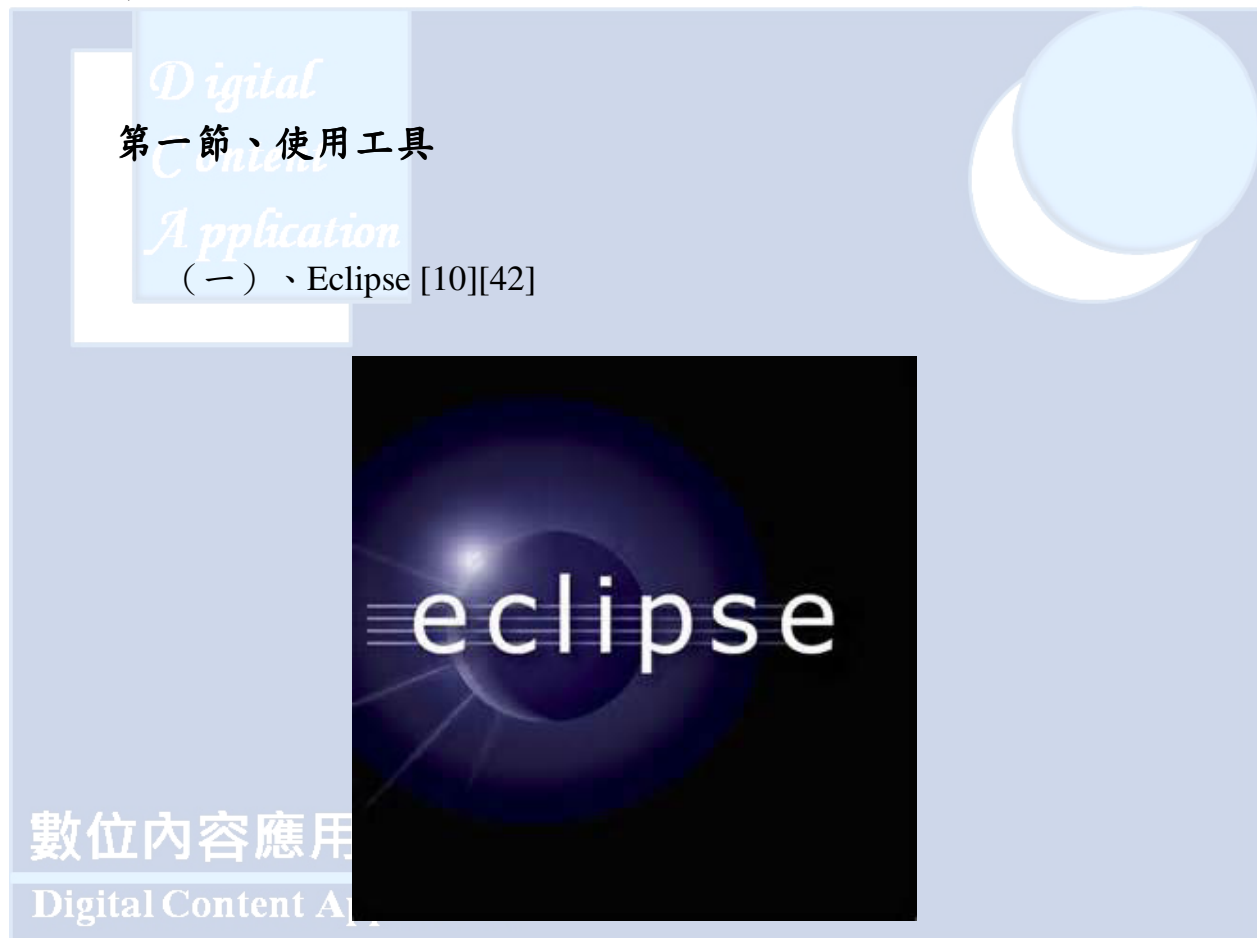 Digital
第一節、使用工具
Content
Application
(一)、Eclipse [10][42]
eclipse
數位內容應用
Digital Content